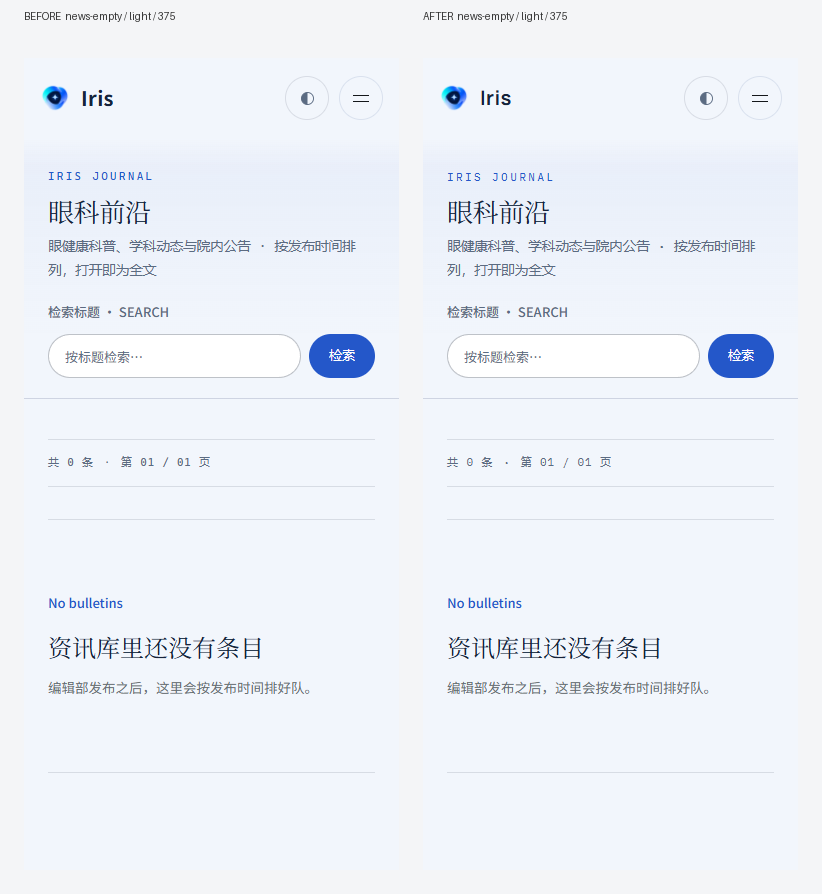 BEFORE news-empty / light / 375
Iris
IRIS JOURNAL
眼科前沿
眼健康科普、学科动态与院内公告 · 按发布时间排
列，打开即为全文
检索标题 • SEARCH
按标题检索…
检索
共 0 条 · 第 01 / 01 页
No bulletins
资讯库里还没有条目
编辑部发布之后，这里会按发布时间排好队。
AFTER news-empty / light / 375
Iris
IRIS JOURNAL
眼科前沿
眼健康科普、学科动态与院内公告 · 按发布时间排
列，打开即为全文
检索标题 • SEARCH
按标题检索…
检索
共 0 条 · 第 01 / 01 页
No bulletins
资讯库里还没有条目
编辑部发布之后，这里会按发布时间排好队。